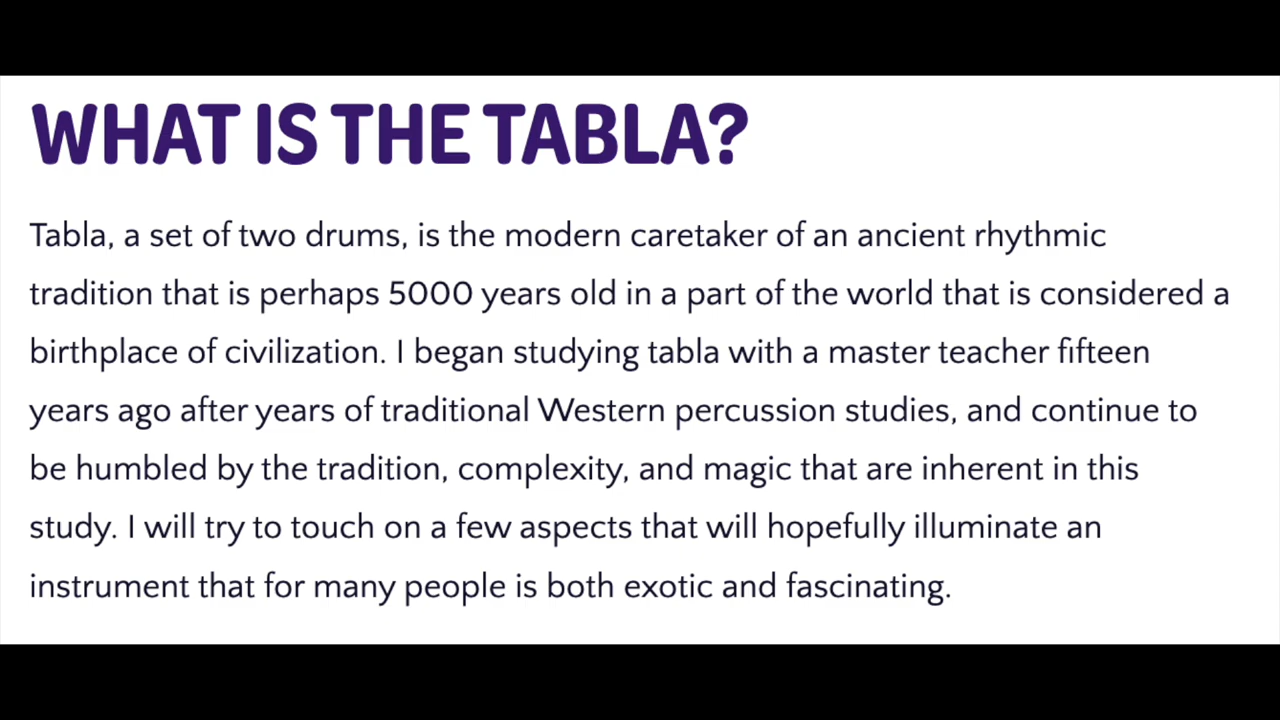 WHAT IS THE TABLA?
Tabla, a set of two drums, is the modern caretaker of an ancient rhythmic
tradition that is perhaps 5000 years old in a part of the world that is considered a
birthplace of civilization. I began studying tabla with a master teacher fifteen
years ago after years of traditional Western percussion studies, and continue to
be humbled by the tradition, complexity, and magic that are inherent in this
study. I will try to touch on a few aspects that will hopefully illuminate an
instrument that for many people is both exotic and fascinating.